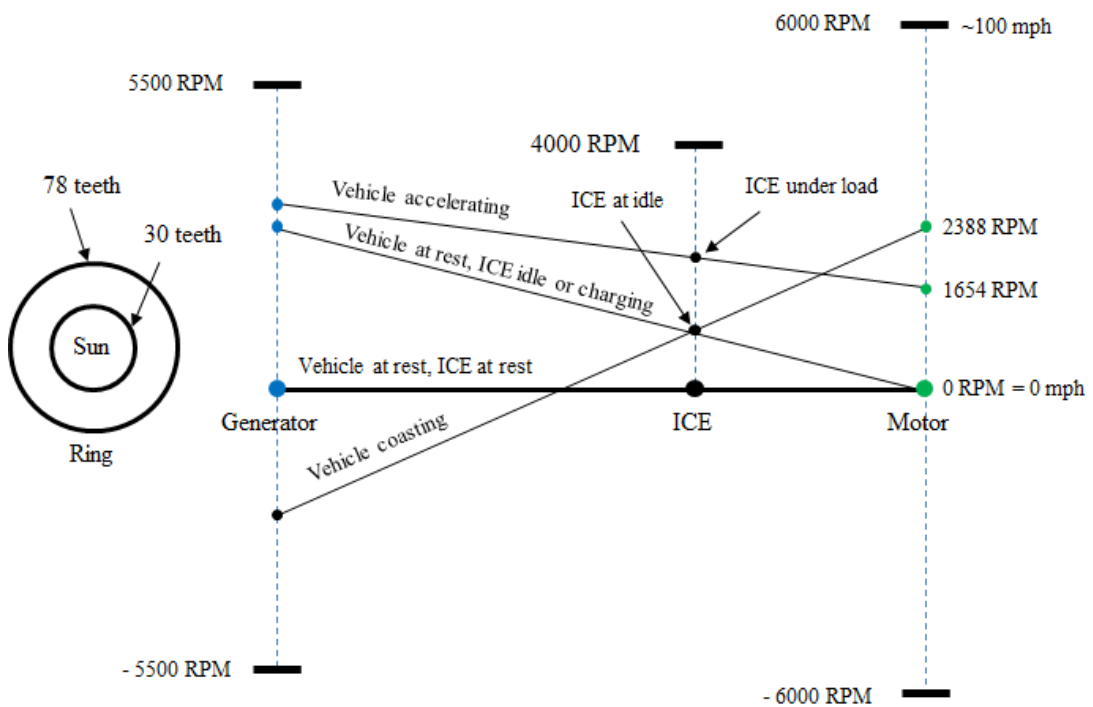 6000 RPM
~100 mph
5500 RPM
4000 RPM
78 teeth
Vehicle accelerating
ICE at idle
ICE under load
30 teeth
Vehicle at rest, ICE idle or charging
2388 RPM
1654 RPM
Sun
Vehicle at rest, ICE at rest
0 RPM = 0 mph
Generator
ICE
Motor
Ring
Vehicle coasting
- 5500 RPM
- 6000 RPM